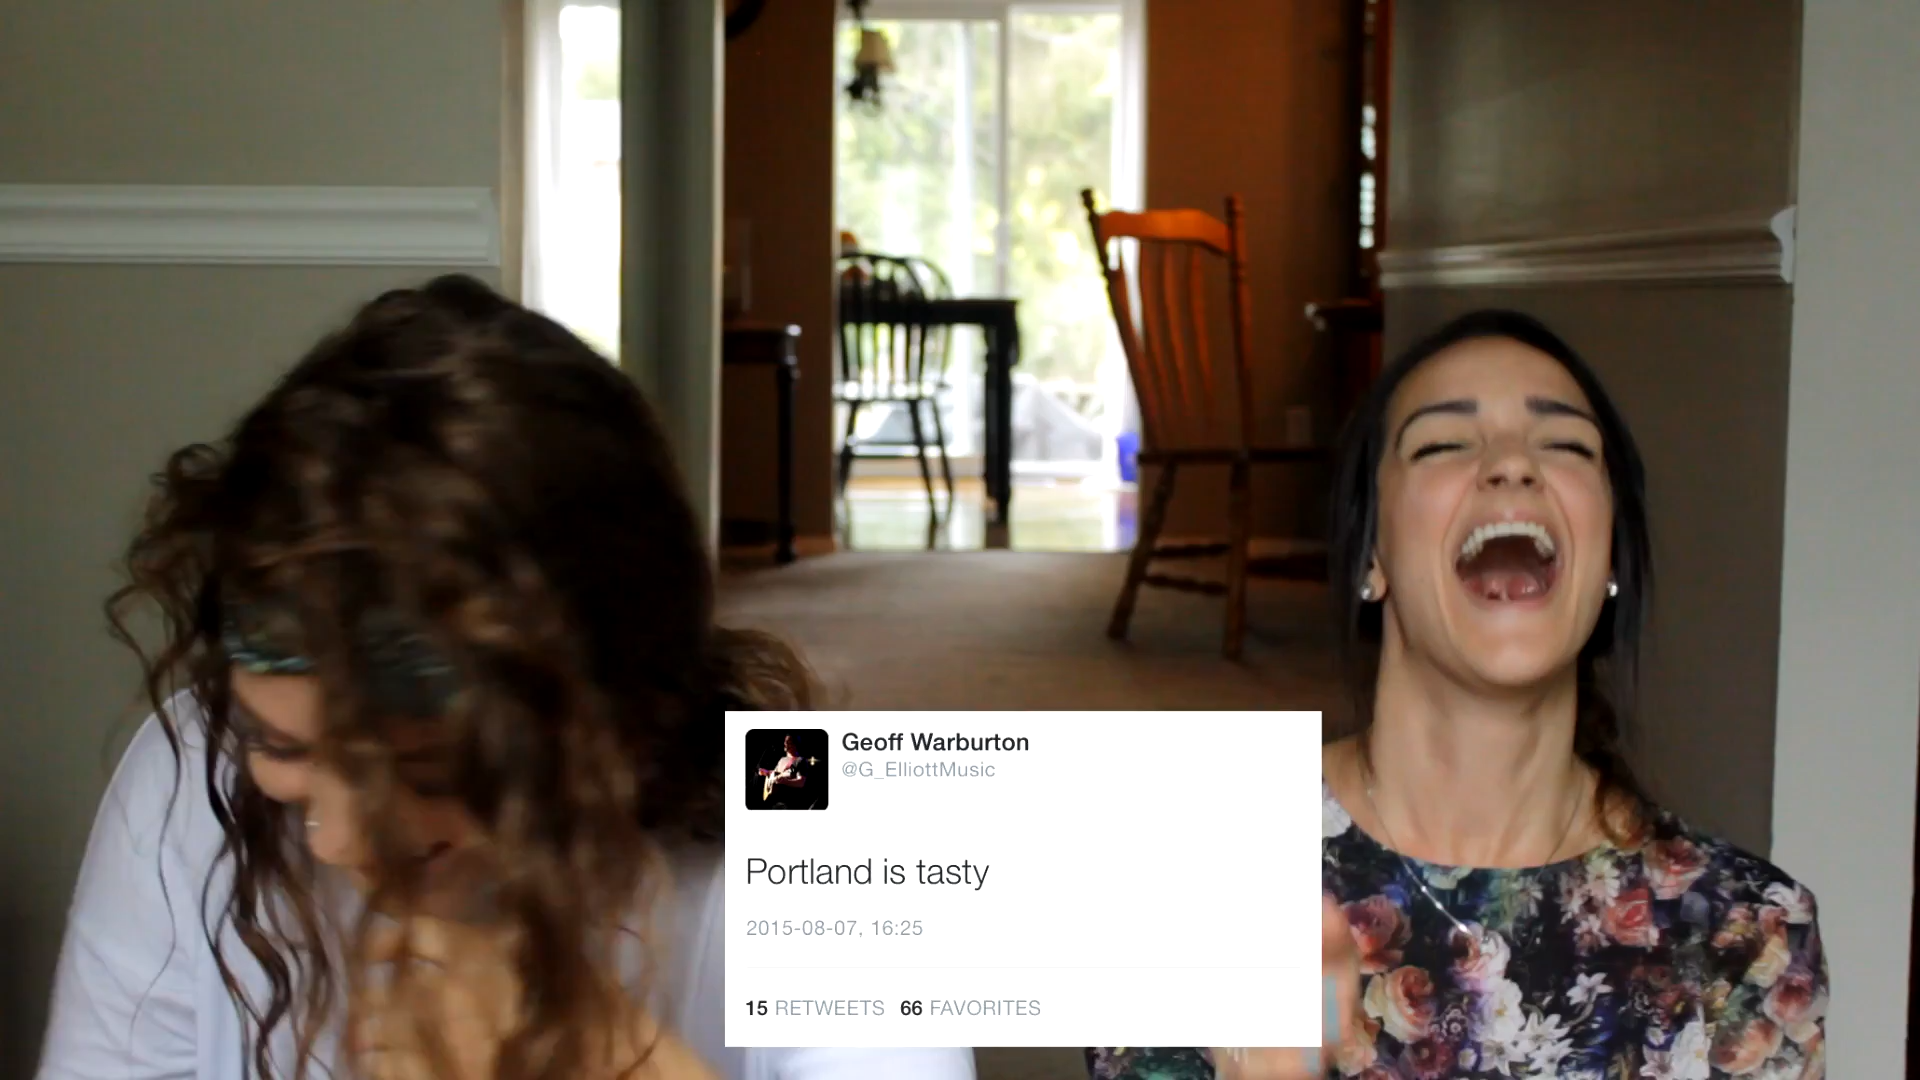 Geoff Warburton
@G_ElliottMusic
Portland is tasty
2015-08-07, 16:25
15 RETWEETS 66 FAVORITES